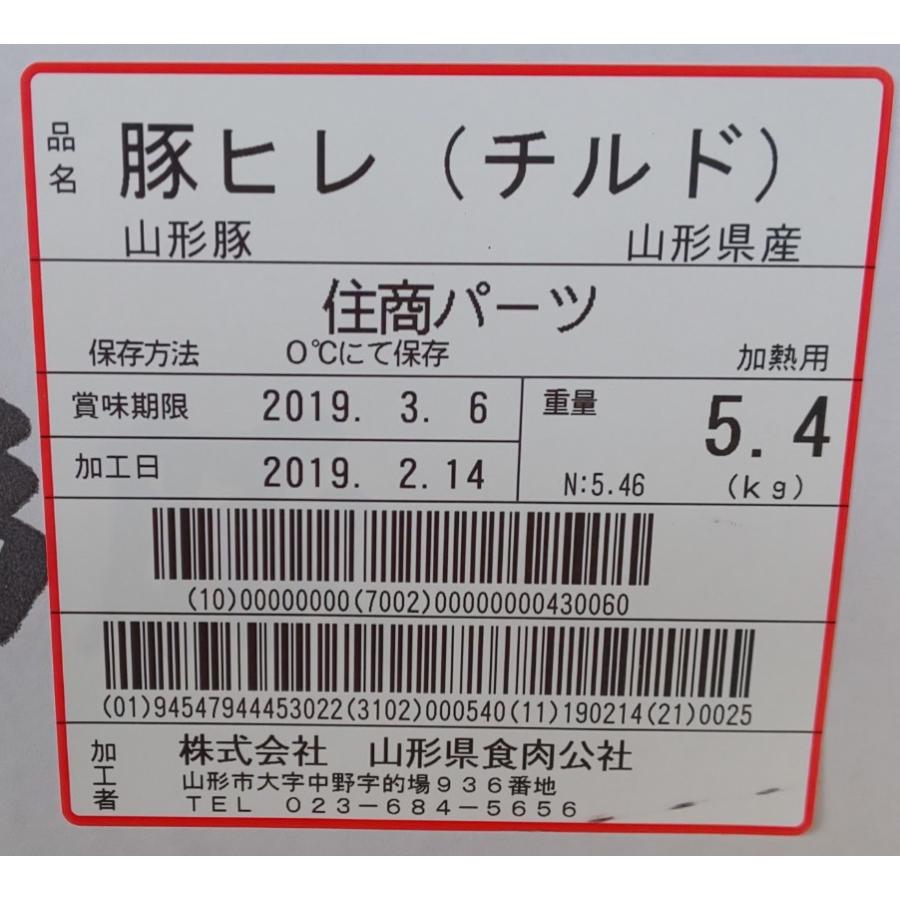 品名 豚ヒレ（チルド）
山形豚 山形県産
住商パーツ
保存方法 0℃にて保存 加熱用
賞味期限 2019. 3. 6 重量 5.4
加工日 2019. 2.14 N:5.46 (kg)
(10)00000000(7002)00000000430060
(01)94547944453022(3102)000540(11)190214(21)0025
加工者 株式会社 山形県食肉公社
山形市大字中野字的場936番地
TEL 023-684-5656